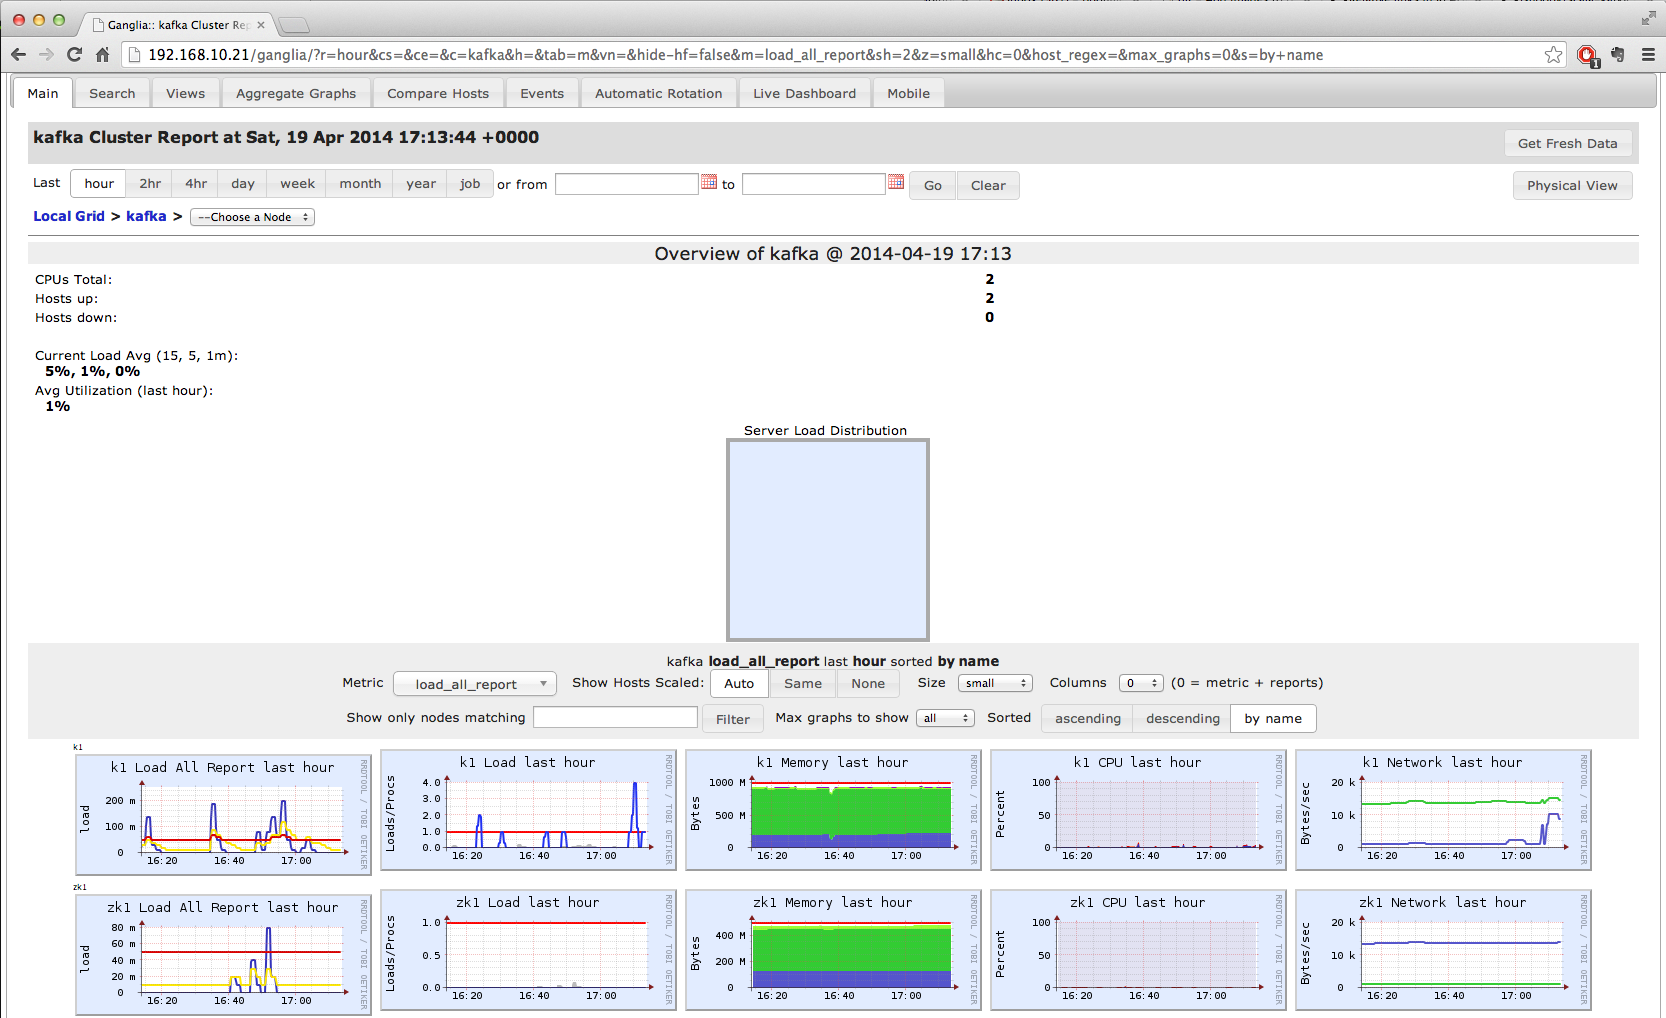 Ganglia:: kafka Cluster Rep
192.168.10.21/ganglia/?r=hour&cs=&ce=&c=kafka&h=&tab=m&vn=&hide-hf=false&m=load_all_report&sh=2&z=small&hc=0&host_regex=&max_graphs=0&s=by+name
1
Main Search Views Aggregate Graphs Compare Hosts Events Automatic Rotation Live Dashboard Mobile
kafka Cluster Report at Sat, 19 Apr 2014 17:13:44 +0000
Get Fresh Data
Last hour 2hr 4hr day week month year job or from to Go Clear
Physical View
Local Grid > kafka > --Choose a Node
Overview of kafka @ 2014-04-19 17:13
CPUs Total: 2
Hosts up: 2
Hosts down: 0
Current Load Avg (15, 5, 1m):
5%, 1%, 0%
Avg Utilization (last hour):
1%
Server Load Distribution
kafka load_all_report last hour sorted by name
Metric load_all_report Show Hosts Scaled: Auto Same None Size small Columns 0 (0 = metric + reports)
Show only nodes matching Filter Max graphs to show all Sorted ascending descending by name
k1
k1 Load All Report last hour
load
200 m
100 m
0
16:20 16:40 17:00
RRDTOOL / TOBI OETIKER
k1 Load last hour
Loads/Procs
4.0
3.0
2.0
1.0
0.0
16:20 16:40 17:00
RRDTOOL / TOBI OETIKER
k1 Memory last hour
Bytes
1000 M
500 M
0
16:20 16:40 17:00
RRDTOOL / TOBI OETIKER
k1 CPU last hour
Percent
100
50
0
16:20 16:40 17:00
RRDTOOL / TOBI OETIKER
k1 Network last hour
Bytes/sec
20 k
10 k
0
16:20 16:40 17:00
RRDTOOL / TOBI OETIKER
zk1
zk1 Load All Report last hour
load
80 m
60 m
40 m
20 m
0
16:20 16:40 17:00
RRDTOOL / TOBI OETIKER
zk1 Load last hour
Loads/Procs
1.0
0.5
0.0
16:20 16:40 17:00
RRDTOOL / TOBI OETIKER
zk1 Memory last hour
Bytes
400 M
200 M
0
16:20 16:40 17:00
RRDTOOL / TOBI OETIKER
zk1 CPU last hour
Percent
100
50
0
16:20 16:40 17:00
RRDTOOL / TOBI OETIKER
zk1 Network last hour
Bytes/sec
20 k
10 k
0
16:20 16:40 17:00
RRDTOOL / TOBI OETIKER